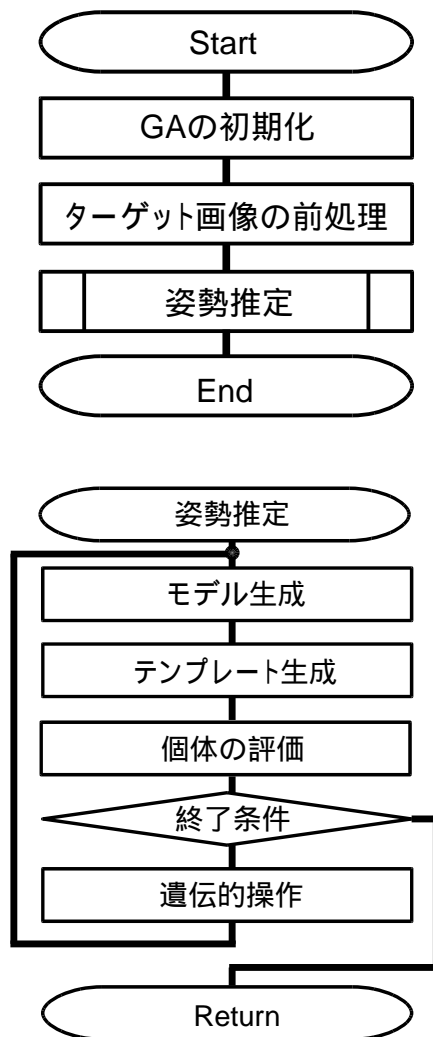 Start
GAの初期化
ターゲット画像の前処理
姿勢推定
End
姿勢推定
モデル生成
テンプレート生成
個体の評価
終了条件
遺伝的操作
Return